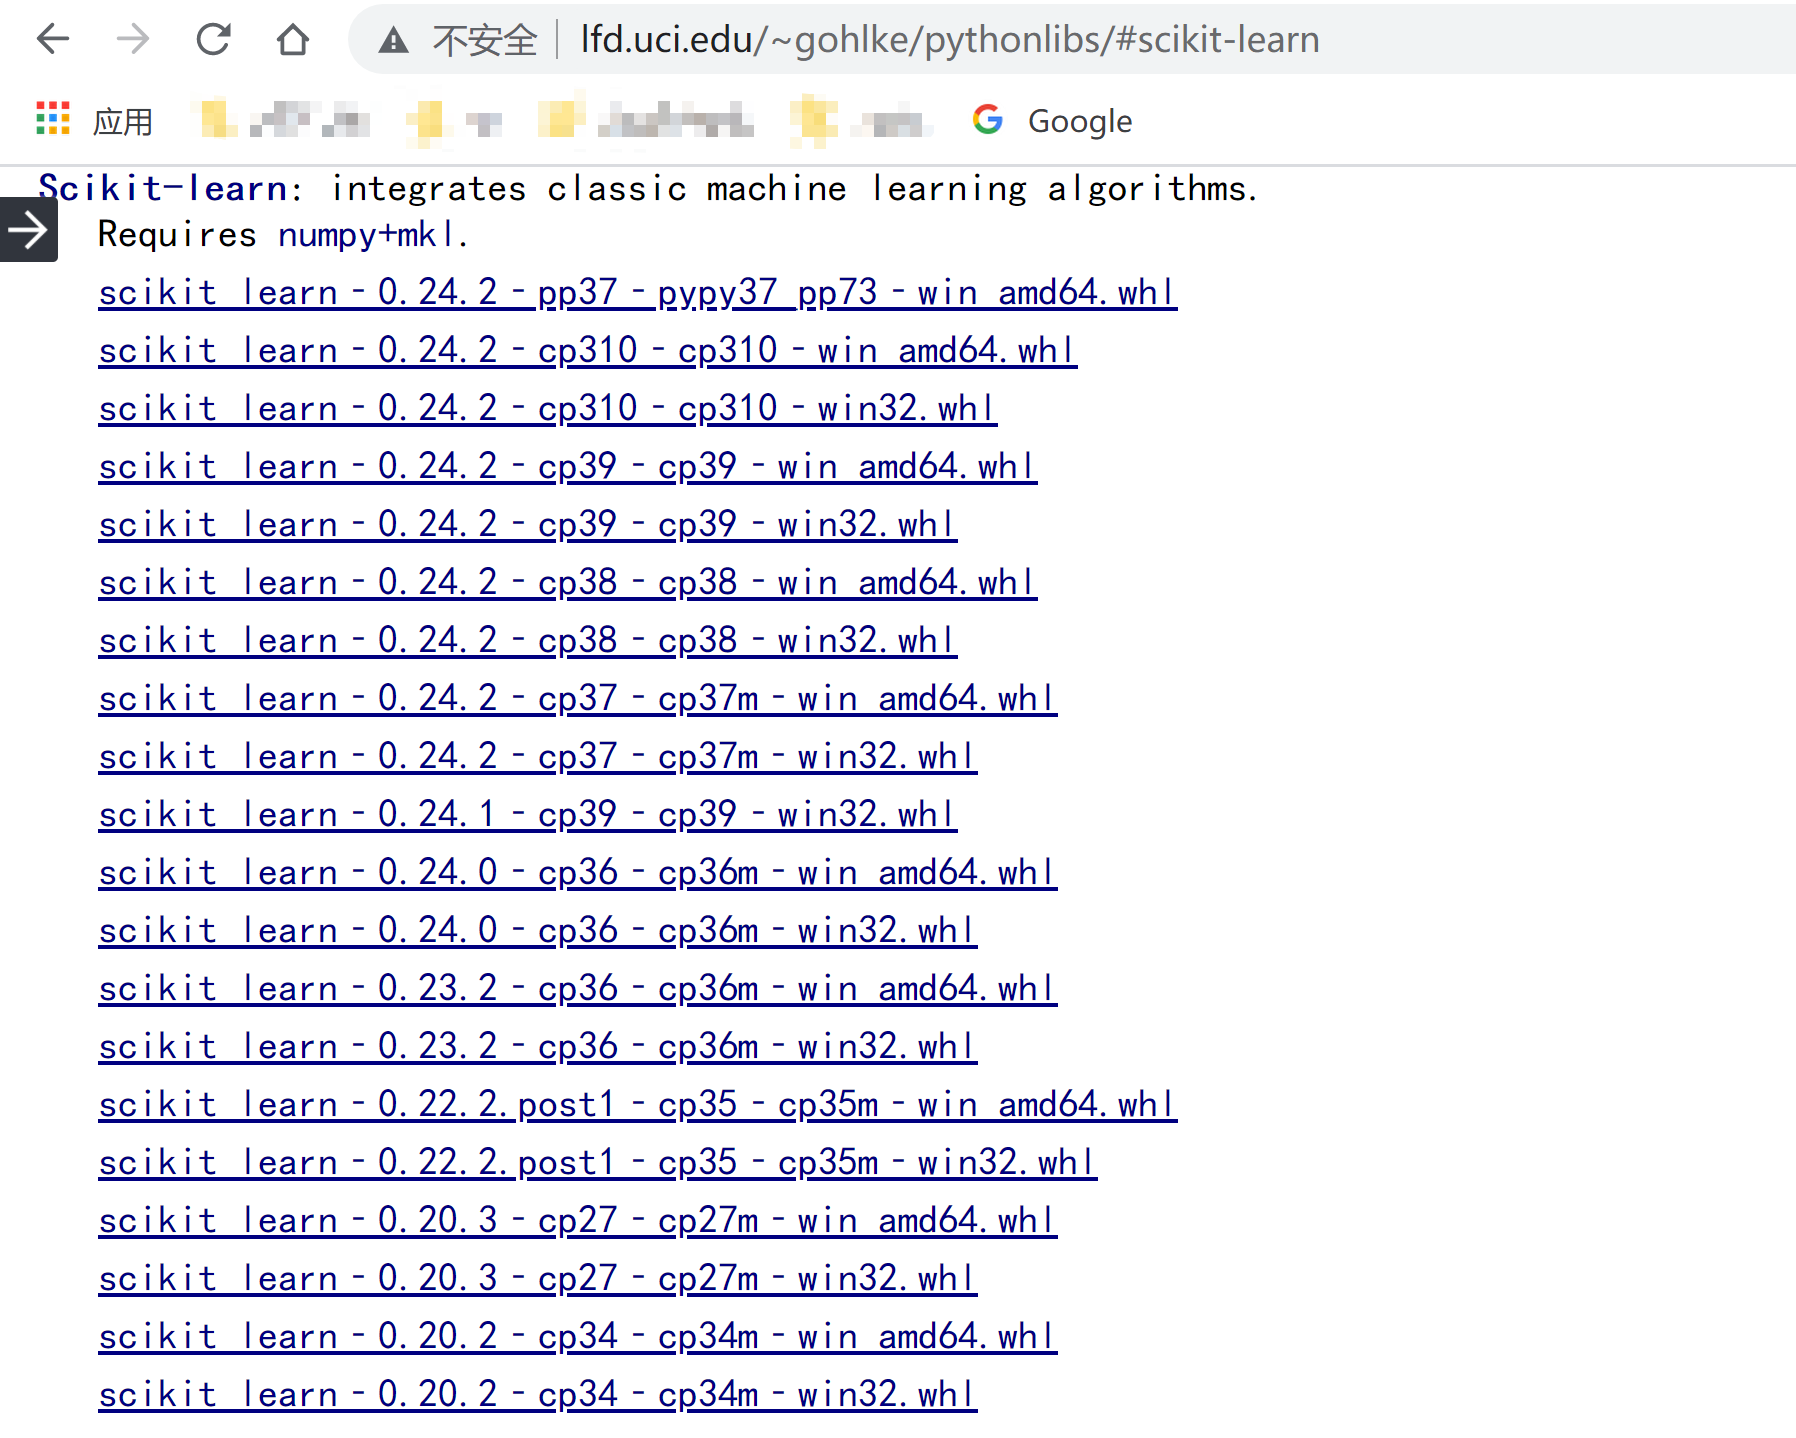 不安全 lfd.uci.edu/~gohlke/pythonlibs/#scikit-learn
应用 Google
Scikit-learn: integrates classic machine learning algorithms.
Requires numpy+mkl.
scikit_learn‑0.24.2‑pp37‑pypy37_pp73‑win_amd64.whl
scikit_learn‑0.24.2‑cp310‑cp310‑win_amd64.whl
scikit_learn‑0.24.2‑cp310‑cp310‑win32.whl
scikit_learn‑0.24.2‑cp39‑cp39‑win_amd64.whl
scikit_learn‑0.24.2‑cp39‑cp39‑win32.whl
scikit_learn‑0.24.2‑cp38‑cp38‑win_amd64.whl
scikit_learn‑0.24.2‑cp38‑cp38‑win32.whl
scikit_learn‑0.24.2‑cp37‑cp37m‑win_amd64.whl
scikit_learn‑0.24.2‑cp37‑cp37m‑win32.whl
scikit_learn‑0.24.1‑cp39‑cp39‑win32.whl
scikit_learn‑0.24.0‑cp36‑cp36m‑win_amd64.whl
scikit_learn‑0.24.0‑cp36‑cp36m‑win32.whl
scikit_learn‑0.23.2‑cp36‑cp36m‑win_amd64.whl
scikit_learn‑0.23.2‑cp36‑cp36m‑win32.whl
scikit_learn‑0.22.2.post1‑cp35‑cp35m‑win_amd64.whl
scikit_learn‑0.22.2.post1‑cp35‑cp35m‑win32.whl
scikit_learn‑0.20.3‑cp27‑cp27m‑win_amd64.whl
scikit_learn‑0.20.3‑cp27‑cp27m‑win32.whl
scikit_learn‑0.20.2‑cp34‑cp34m‑win_amd64.whl
scikit_learn‑0.20.2‑cp34‑cp34m‑win32.whl